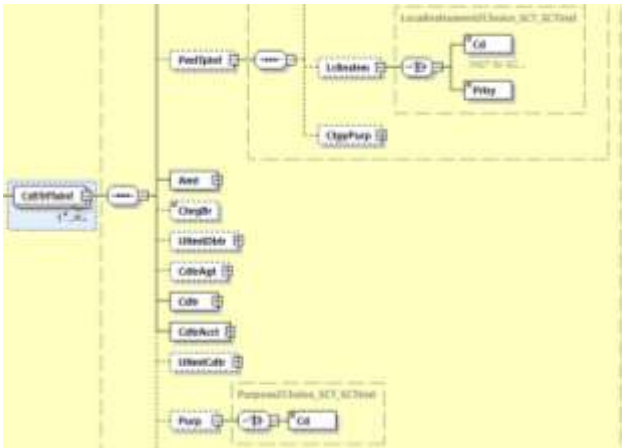 PmtTpInf
LclInstrm
Cd
Prtry
CtgyPurp
CdtTrfTxInf
Amt
ChrgBr
UltmtDbtr
CdtrAgt
Cdtr
CdtrAcct
UltmtCdtr
Purp
Cd